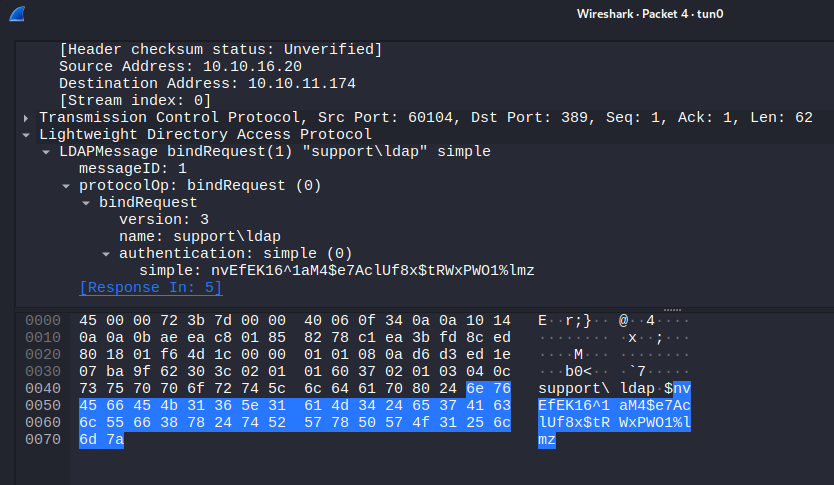 Wireshark · Packet 4 · tun0
[Header checksum status: Unverified]
Source Address: 10.10.16.20
Destination Address: 10.10.11.174
[Stream index: 0]
Transmission Control Protocol, Src Port: 60104, Dst Port: 389, Seq: 1, Ack: 1, Len: 62
Lightweight Directory Access Protocol
LDAPMessage bindRequest(1) "support\ldap" simple
messageID: 1
protocolOp: bindRequest (0)
bindRequest
version: 3
name: support\ldap
authentication: simple (0)
simple: nvEfEK16^1aM4$e7AclUf8x$tRWxPWO1%lmz
[Response In: 5]
0000 45 00 00 72 3b 7d 00 00 40 06 0f 34 0a 0a 10 14 E··r;}·· @··4····
0010 0a 0a 0b ae ea c8 01 85 82 78 c1 ea 3b fd 8c ed ········ ·x··;···
0020 80 18 01 f6 4d 1c 00 00 01 01 08 0a d6 d3 ed 1e ····M··· ········
0030 07 ba 9f 62 30 3c 02 01 01 60 37 02 01 03 04 0c ···b0<·· ·`7·····
0040 73 75 70 70 6f 72 74 5c 6c 64 61 70 80 24 6e 76 support\ ldap·$nv
0050 45 66 45 4b 31 36 5e 31 61 4d 34 24 65 37 41 63 EfEK16^1 aM4$e7Ac
0060 6c 55 66 38 78 24 74 52 57 78 50 57 4f 31 25 6c lUf8x$tR WxPWO1%l
0070 6d 7a mz